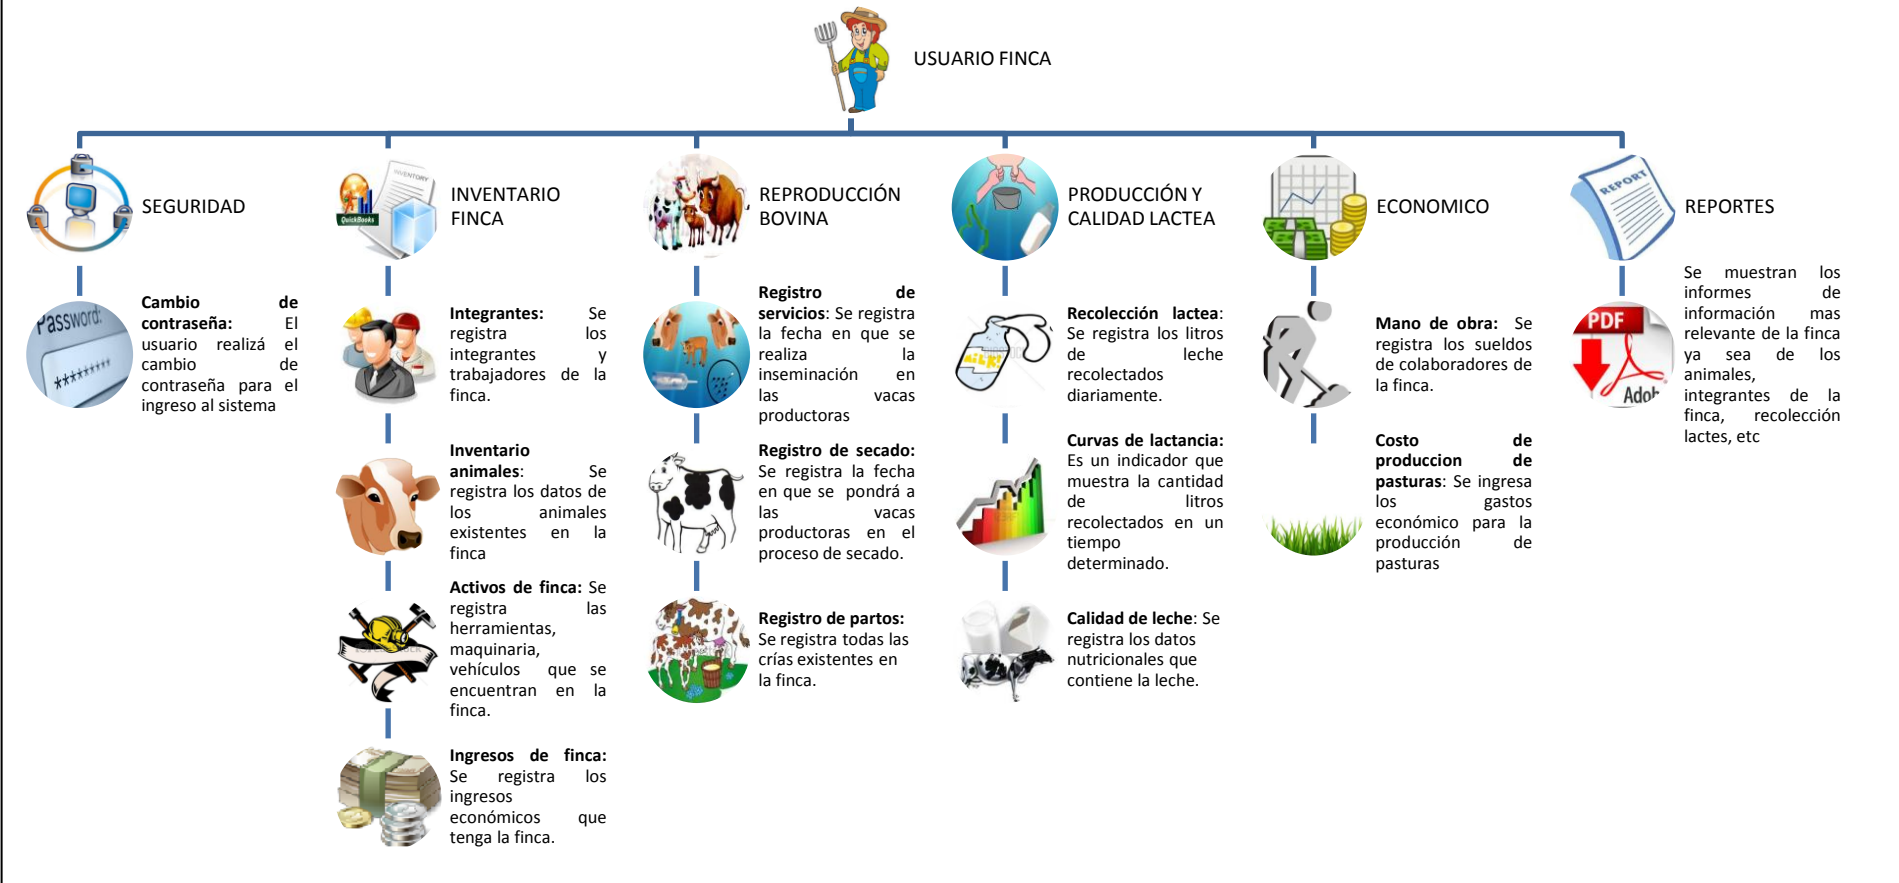 USUARIO FINCA
SEGURIDAD
Password:
*********
Cambio de
contraseña: El
usuario realizá el
cambio de
contraseña para el
ingreso al sistema
INVENTORY
QuickBooks
INVENTARIO
FINCA
Integrantes: Se
registra los
integrantes y
trabajadores de la
finca.
Inventario
animales: Se
registra los datos de
los animales
existentes en la
finca
Activos de finca: Se
registra las
herramientas,
maquinaria,
vehículos que se
encuentran en la
finca.
Ingresos de finca:
Se registra los
ingresos
económicos que
tenga la finca.
REPRODUCCIÓN
BOVINA
Registro de
servicios: Se registra
la fecha en que se
realiza la
inseminación en
las vacas
productoras
Registro de secado:
Se registra la fecha
en que se pondrá a
las vacas
productoras en el
proceso de secado.
Registro de partos:
Se registra todas las
crías existentes en
la finca.
PRODUCCIÓN Y
CALIDAD LACTEA
MiLK!
Recolección lactea:
Se registra los litros
de leche
recolectados
diariamente.
Curvas de lactancia:
Es un indicador que
muestra la cantidad
de litros
recolectados en un
tiempo
determinado.
Calidad de leche: Se
registra los datos
nutricionales que
contiene la leche.
ECONOMICO
Mano de obra: Se
registra los sueldos
de colaboradores de
la finca.
Costo de
produccion de
pasturas: Se ingresa
los gastos
económico para la
producción de
pasturas
REPORT
REPORTES
PDF
Adob
Se muestran los
informes de
información mas
relevante de la finca
ya sea de los
animales,
integrantes de la
finca, recolección
lactes, etc